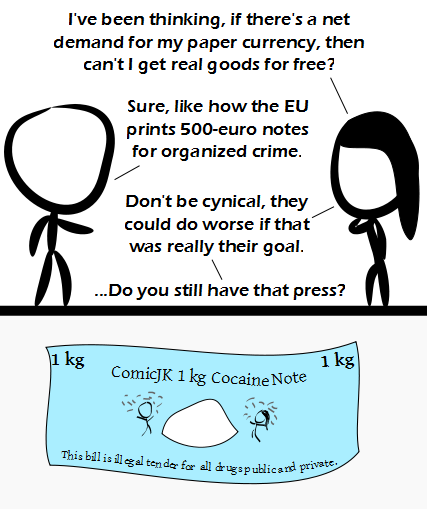 I've been thinking, if there's a net
demand for my paper currency, then
can't I get real goods for free?
Sure, like how the EU
prints 500-euro notes
for organized crime.
Don't be cynical, they
could do worse if that
was really their goal.
...Do you still have that press?
1 kg
1 kg
ComicJK 1 kg Cocaine Note
This bill is illegal tender for all drugs public and private.